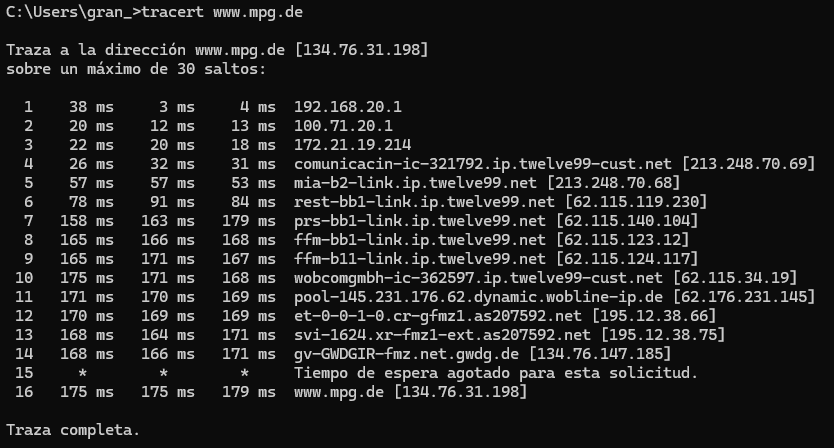 C:\Users\gran_>tracert www.mpg.de
Traza a la dirección www.mpg.de [134.76.31.198]
sobre un máximo de 30 saltos:
1 38 ms 3 ms 4 ms 192.168.20.1
2 20 ms 12 ms 13 ms 100.71.20.1
3 22 ms 20 ms 18 ms 172.21.19.214
4 26 ms 32 ms 31 ms comunicacin-ic-321792.ip.twelve99-cust.net [213.248.70.69]
5 57 ms 57 ms 53 ms mia-b2-link.ip.twelve99.net [213.248.70.68]
6 78 ms 91 ms 84 ms rest-bb1-link.ip.twelve99.net [62.115.119.230]
7 158 ms 163 ms 179 ms prs-bb1-link.ip.twelve99.net [62.115.140.104]
8 165 ms 166 ms 168 ms ffm-bb1-link.ip.twelve99.net [62.115.123.12]
9 165 ms 171 ms 167 ms ffm-b11-link.ip.twelve99.net [62.115.124.117]
10 175 ms 171 ms 168 ms wobcomgmbh-ic-362597.ip.twelve99-cust.net [62.115.34.19]
11 171 ms 170 ms 169 ms pool-145.231.176.62.dynamic.wobline-ip.de [62.176.231.145]
12 170 ms 169 ms 169 ms et-0-0-1-0.cr-gfmz1.as207592.net [195.12.38.66]
13 168 ms 164 ms 171 ms svi-1624.xr-fmz1-ext.as207592.net [195.12.38.75]
14 168 ms 166 ms 171 ms gv-GWDGIR-fmz.net.gwdg.de [134.76.147.185]
15 * * * Tiempo de espera agotado para esta solicitud.
16 175 ms 175 ms 179 ms www.mpg.de [134.76.31.198]
Traza completa.